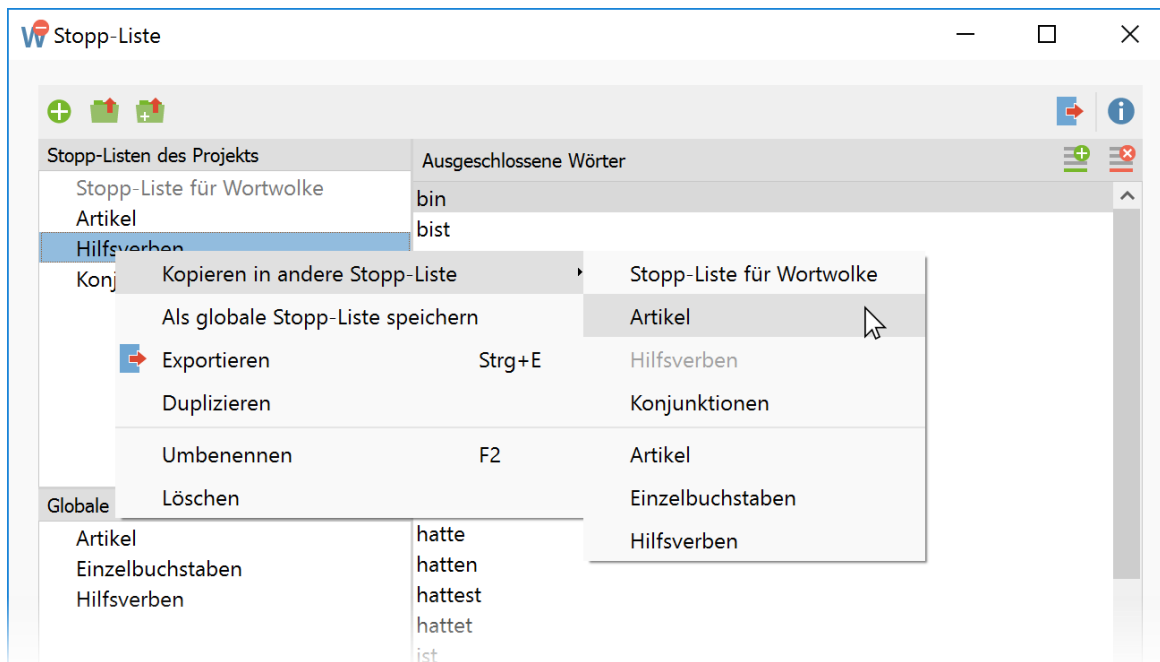 Stopp-Liste
Stopp-Listen des Projekts
Stopp-Liste für Wortwolke
Artikel
Hilfsverben
Konj
Ausgeschlossene Wörter
bin
bist
Kopieren in andere Stopp-Liste
Als globale Stopp-Liste speichern
Exportieren Strg+E
Duplizieren
Umbenennen F2
Löschen
Stopp-Liste für Wortwolke
Artikel
Hilfsverben
Konjunktionen
Artikel
Einzelbuchstaben
Hilfsverben
Globale
Artikel
Einzelbuchstaben
Hilfsverben
hatte
hatten
hattest
hattet
ist